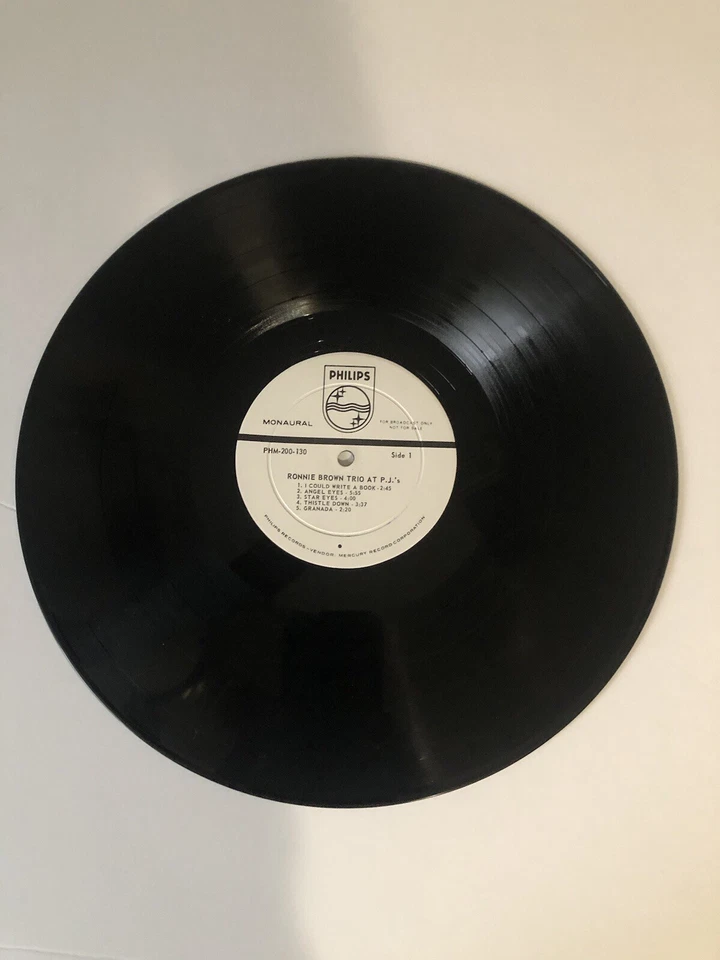 PHILIPS
MONAURAL
FOR BROADCAST ONLY
NOT FOR SALE
PHM-200-130
Side 1
RONNIE BROWN TRIO AT P.J.'s
1. I COULD WRITE A BOOK - 2:45
2. ANGEL EYES - 5:55
3. STAR EYES - 4:00
4. THISTLE DOWN - 3:37
5. GRANADA - 2:20
PHILIPS RECORDS • VENDOR: MERCURY RECORD CORPORATION